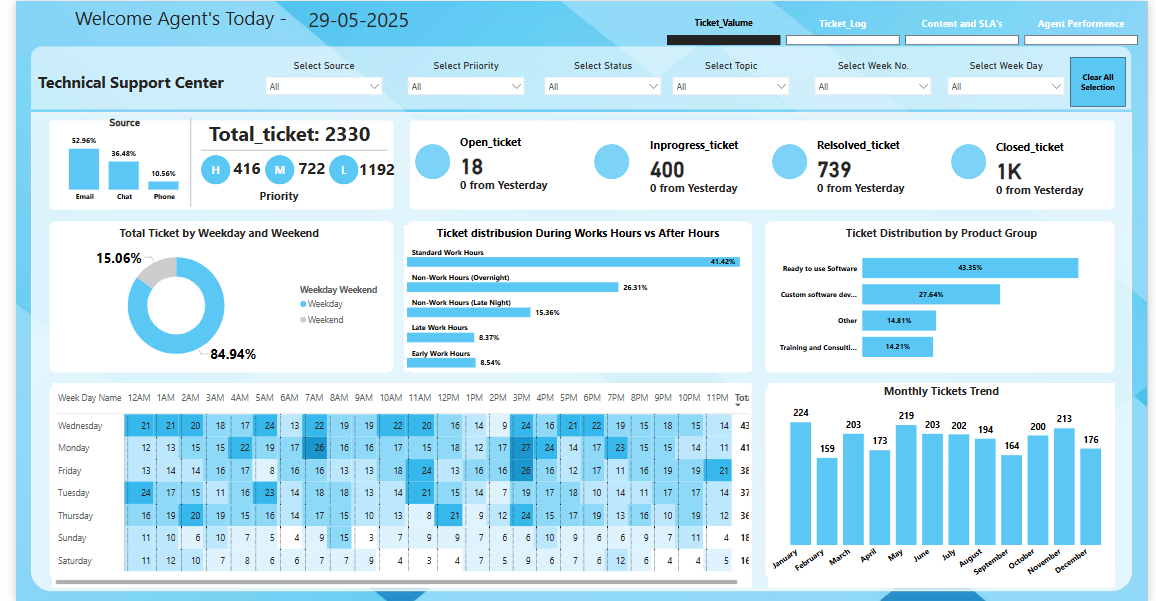 Welcome Agent's Today - 29-05-2025
Ticket_Valume
Ticket_Log
Content and SLA's
Agent Performence
Technical Support Center
Select Source
All
Select Priiority
All
Select Status
All
Select Topic
All
Select Week No.
All
Select Week Day
All
Clear All
Selection
Source
52.96%
36.48%
10.56%
Email Chat Phone
Total_ticket: 2330
H 416 M 722 L 1192
Priority
Open_ticket
18
0 from Yesterday
Inprogress_ticket
400
0 from Yesterday
Relsolved_ticket
739
0 from Yesterday
Closed_ticket
1K
0 from Yesterday
Total Ticket by Weekday and Weekend
15.06%
84.94%
Weekday Weekend
Weekday
Weekend
Ticket distribusion During Works Hours vs After Hours
Standard Work Hours
41.42%
Non-Work Hours (Overnight)
26.31%
Non-Work Hours (Late Night)
15.36%
Late Work Hours
8.37%
Early Work Hours
8.54%
Ticket Distribution by Product Group
Ready to use Software 43.35%
Custom software dev... 27.64%
Other 14.81%
Training and Consulti... 14.21%
Week Day Name 12AM 1AM 2AM 3AM 4AM 5AM 6AM 7AM 8AM 9AM 10AM 11AM 12PM 1PM 2PM 3PM 4PM 5PM 6PM 7PM 8PM 9PM 10PM 11PM Tot
Wednesday 21 21 20 18 17 24 13 22 19 19 22 20 16 14 9 24 16 21 22 19 15 18 15 14 43
Monday 12 13 15 15 22 19 17 26 16 16 17 15 18 12 17 27 24 14 17 23 15 15 14 11 41
Friday 13 14 14 16 17 8 16 16 13 13 18 24 13 16 16 26 16 12 17 11 16 19 19 21 38
Tuesday 24 17 15 11 16 23 14 18 18 13 14 21 15 14 7 19 17 18 10 14 11 17 17 14 37
Thursday 16 19 20 19 15 16 14 17 15 10 13 8 21 9 12 24 15 17 19 13 16 10 19 12 36
Sunday 11 10 6 10 7 5 4 9 15 3 7 9 9 7 6 6 10 9 6 6 9 7 11 4 18
Saturday 11 12 10 7 8 6 6 7 7 9 4 3 4 7 5 9 6 7 6 12 6 4 4 5 16
Monthly Tickets Trend
224 159 203 173 219 203 202 194 164 200 213 176
January February March April May June July August September October November December